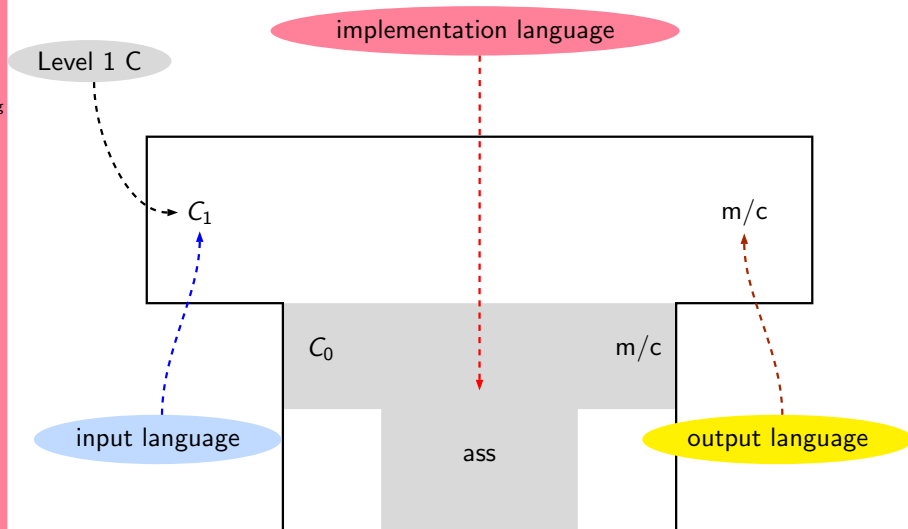 implementation language
Level 1 C
g
C₁
m/c
C₀
m/c
input language
output language
ass